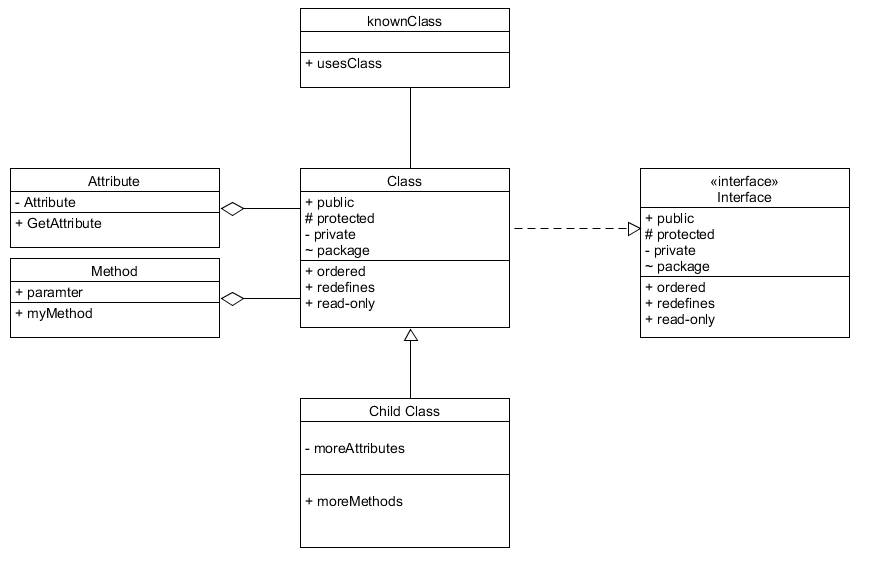 knownClass
+ usesClass
Attribute
- Attribute
+ GetAttribute
Method
+ paramter
+ myMethod
Class
+ public
# protected
- private
~ package
+ ordered
+ redefines
+ read-only
«interface»
Interface
+ public
# protected
- private
~ package
+ ordered
+ redefines
+ read-only
Child Class
- moreAttributes
+ moreMethods